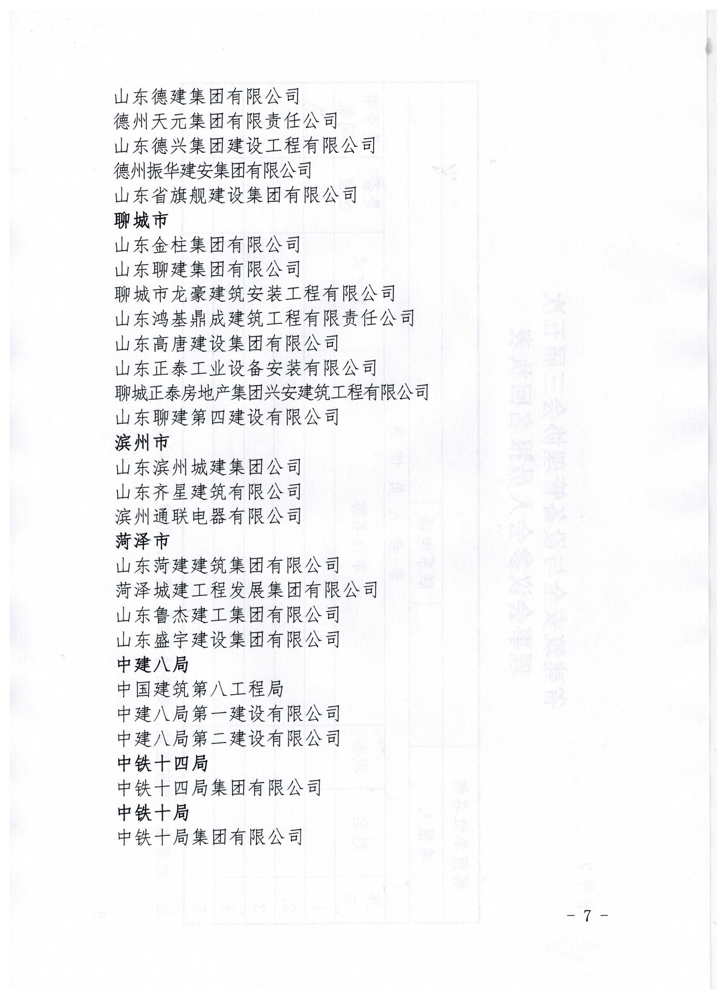 山东德建集团有限公司
德州天元集团有限责任公司
山东德兴集团建设工程有限公司
德州振华建安集团有限公司
山东省旗舰建设集团有限公司
聊城市
山东金柱集团有限公司
山东聊建集团有限公司
聊城市龙豪建筑安装工程有限公司
山东鸿基鼎成建筑工程有限责任公司
山东高唐建设集团有限公司
山东正泰工业设备安装有限公司
聊城正泰房地产集团兴安建筑工程有限公司
山东聊建第四建设有限公司
滨州市
山东滨州城建集团公司
山东齐星建筑有限公司
滨州通联电器有限公司
菏泽市
山东菏建建筑集团有限公司
菏泽城建工程发展集团有限公司
山东鲁杰建工集团有限公司
山东盛宇建设集团有限公司
中建八局
中国建筑第八工程局
中建八局第一建设有限公司
中建八局第二建设有限公司
中铁十四局
中铁十四局集团有限公司
中铁十局
中铁十局集团有限公司
- 7 -